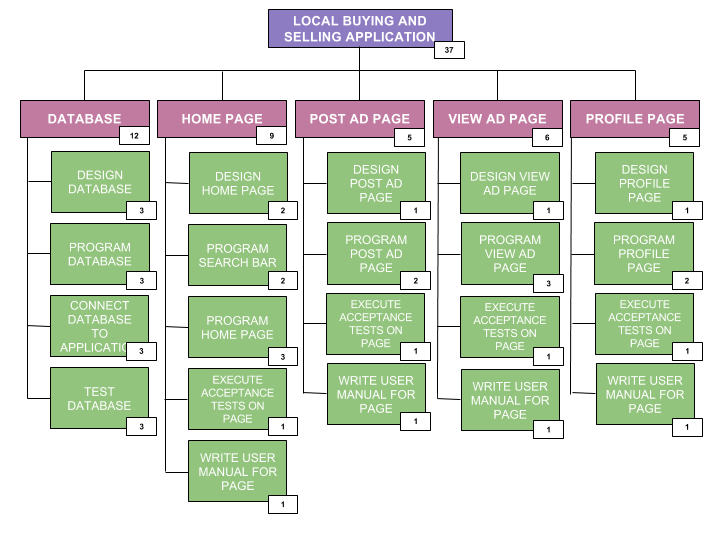 LOCAL BUYING AND
SELLING APPLICATION
37
DATABASE
12
DESIGN
DATABASE
3
PROGRAM
DATABASE
3
CONNECT
DATABASE
TO
APPLICATIO
3
TEST
DATABASE
3
HOME PAGE
9
DESIGN
HOME PAGE
2
PROGRAM
SEARCH BAR
2
PROGRAM
HOME PAGE
3
EXECUTE
ACCEPTANCE
TESTS ON
PAGE
1
WRITE USER
MANUAL FOR
PAGE
1
POST AD PAGE
5
DESIGN
POST AD
PAGE
1
PROGRAM
POST AD
PAGE
2
EXECUTE
ACCEPTANCE
TESTS ON
PAGE
1
WRITE USER
MANUAL FOR
PAGE
1
VIEW AD PAGE
6
DESIGN VIEW
AD PAGE
1
PROGRAM
VIEW AD
PAGE
3
EXECUTE
ACCEPTANCE
TESTS ON
PAGE
1
WRITE USER
MANUAL FOR
PAGE
1
PROFILE PAGE
5
DESIGN
PROFILE
PAGE
1
PROGRAM
PROFILE
PAGE
2
EXECUTE
ACCEPTANCE
TESTS ON
PAGE
1
WRITE USER
MANUAL FOR
PAGE
1